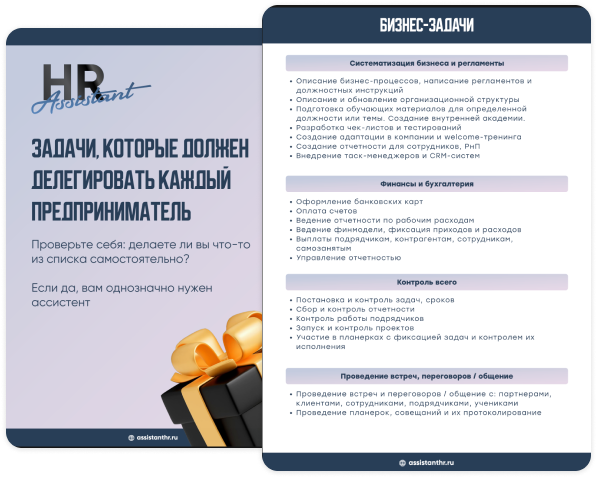 HR
Assistant
ЗАДАЧИ, КОТОРЫЕ ДОЛЖЕН
ДЕЛЕГИРОВАТЬ КАЖДЫЙ
ПРЕДПРИНИМАТЕЛЬ
Проверьте себя: делаете ли вы что-то
из списка самостоятельно?
Если да, вам однозначно нужен
ассистент
assistanthr.ru
БИЗНЕС-ЗАДАЧИ
Систематизация бизнеса и регламенты
• Описание бизнес-процессов, написание регламентов и
должностных инструкций
• Описание и обновление организационной структуры
• Подготовка обучающих материалов для определенной
должности или темы. Создание внутренней академии.
• Разработка чек-листов и тестирований
• Создание адаптации в компании и welcome-тренинга
• Создание отчетности для сотрудников, РнП
• Внедрение таск-менеджеров и CRM-систем
Финансы и бухгалтерия
• Оформление банковских карт
• Оплата счетов
• Ведение отчетности по рабочим расходам
• Ведение финмодели, фиксация приходов и расходов
• Выплаты подрядчикам, контрагентам, сотрудникам,
самозанятым
• Управление отчетностью
Контроль всего
• Постановка и контроль задач, сроков
• Сбор и контроль отчетности
• Контроль работы подрядчиков
• Запуск и контроль проектов
• Участие в планерках с фиксацией задач и контролем их
исполнения
Проведение встреч, переговоров / общение
• Проведение встреч и переговоров / общение с: партнерами,
клиентами, сотрудниками, подрядчиками, учениками
• Проведение планерок, совещаний и их протоколирование
assistanthr.ru